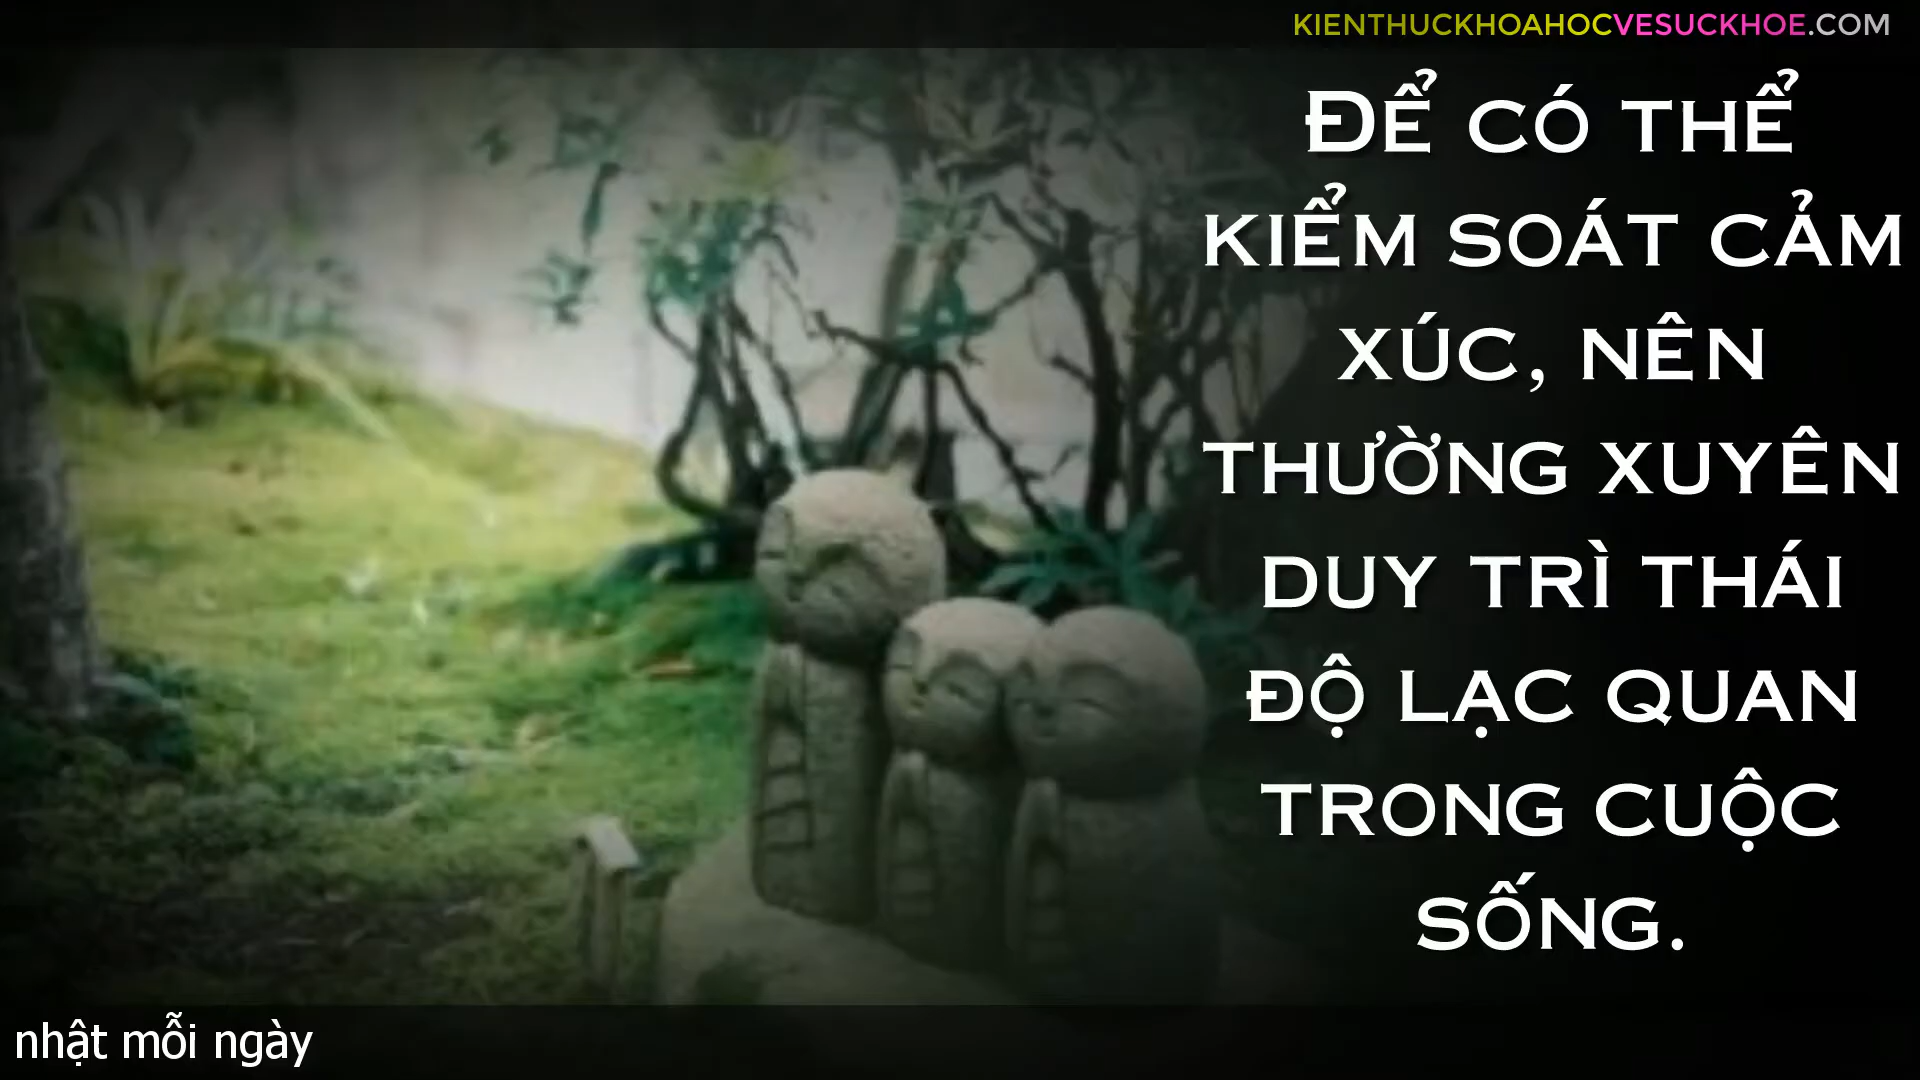 KIENTHUCKHOAHOCVESUCKHOE.COM
ĐỂ CÓ THỂ
KIỂM SOÁT CẢM
XÚC, NÊN
THƯỜNG XUYÊN
DUY TRÌ THÁI
ĐỘ LẠC QUAN
TRONG CUỘC
SỐNG.
nhật mỗi ngày